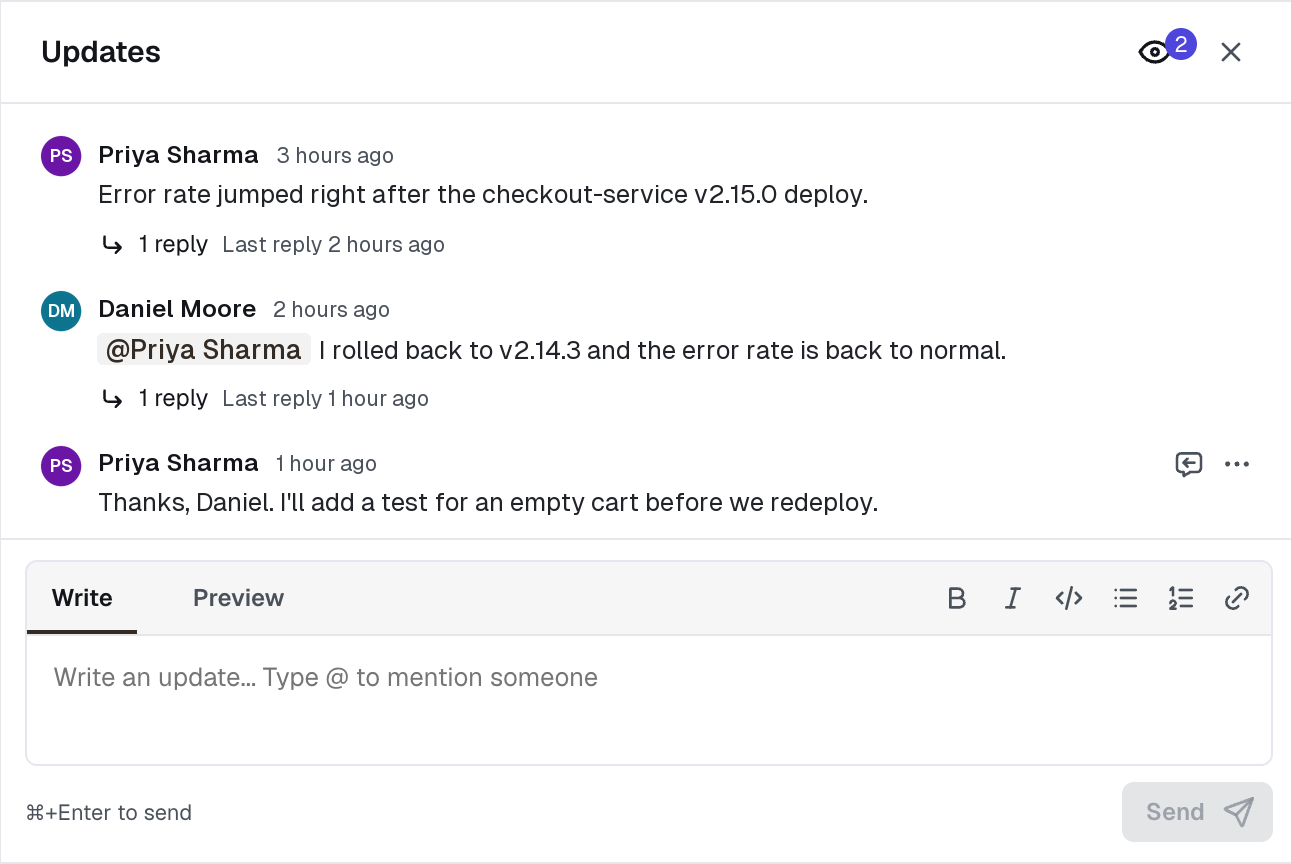 Updates
2
PS
Priya Sharma 3 hours ago
Error rate jumped right after the checkout-service v2.15.0 deploy.
1 reply Last reply 2 hours ago
DM
Daniel Moore 2 hours ago
@Priya Sharma I rolled back to v2.14.3 and the error rate is back to normal.
1 reply Last reply 1 hour ago
PS
Priya Sharma 1 hour ago
Thanks, Daniel. I'll add a test for an empty cart before we redeploy.
Write Preview
Write an update... Type @ to mention someone
⌘+Enter to send
Send